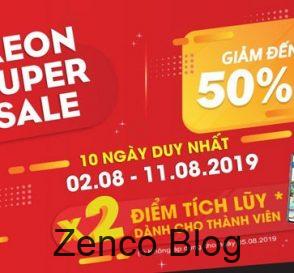 AEON
SUPER
SALE
GIẢM ĐẾN
50%
10 NGÀY DUY NHẤT
02.08 - 11.08.2019
x2 ĐIỂM TÍCH LŨY *
DÀNH CHO THÀNH VIÊN
Zenco Blog